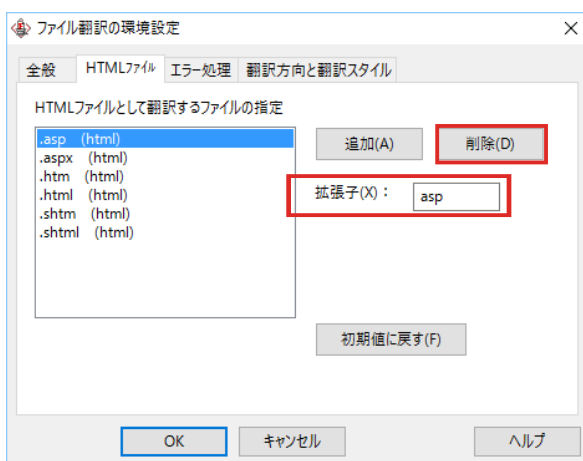 ファイル翻訳の環境設定
全般 HTMLファイル エラー処理 翻訳方向と翻訳スタイル
HTMLファイルとして翻訳するファイルの指定
.asp (html)
.aspx (html)
.htm (html)
.html (html)
.shtm (html)
.shtml (html)
追加(A) 削除(D)
拡張子(X)： asp
初期値に戻す(F)
OK キャンセル ヘルプ